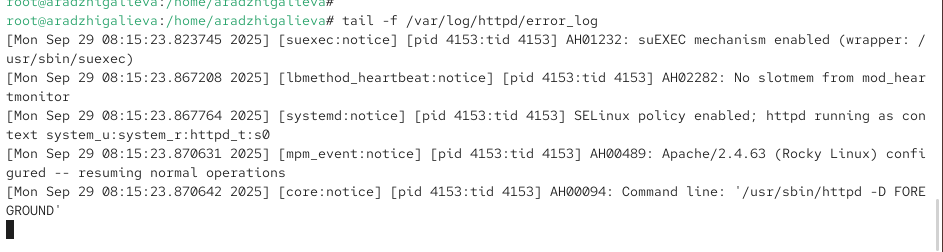 root@aradzhigalieva:/home/aradzhigalieva#
root@aradzhigalieva:/home/aradzhigalieva# tail -f /var/log/httpd/error_log
[Mon Sep 29 08:15:23.823745 2025] [suexec:notice] [pid 4153:tid 4153] AH01232: suEXEC mechanism enabled (wrapper: /
usr/sbin/suexec)
[Mon Sep 29 08:15:23.867208 2025] [lbmethod_heartbeat:notice] [pid 4153:tid 4153] AH02282: No slotmem from mod_hear
tmonitor
[Mon Sep 29 08:15:23.867764 2025] [systemd:notice] [pid 4153:tid 4153] SELinux policy enabled; httpd running as con
text system_u:system_r:httpd_t:s0
[Mon Sep 29 08:15:23.870631 2025] [mpm_event:notice] [pid 4153:tid 4153] AH00489: Apache/2.4.63 (Rocky Linux) confi
gured -- resuming normal operations
[Mon Sep 29 08:15:23.870642 2025] [core:notice] [pid 4153:tid 4153] AH00094: Command line: '/usr/sbin/httpd -D FORE
GROUND'